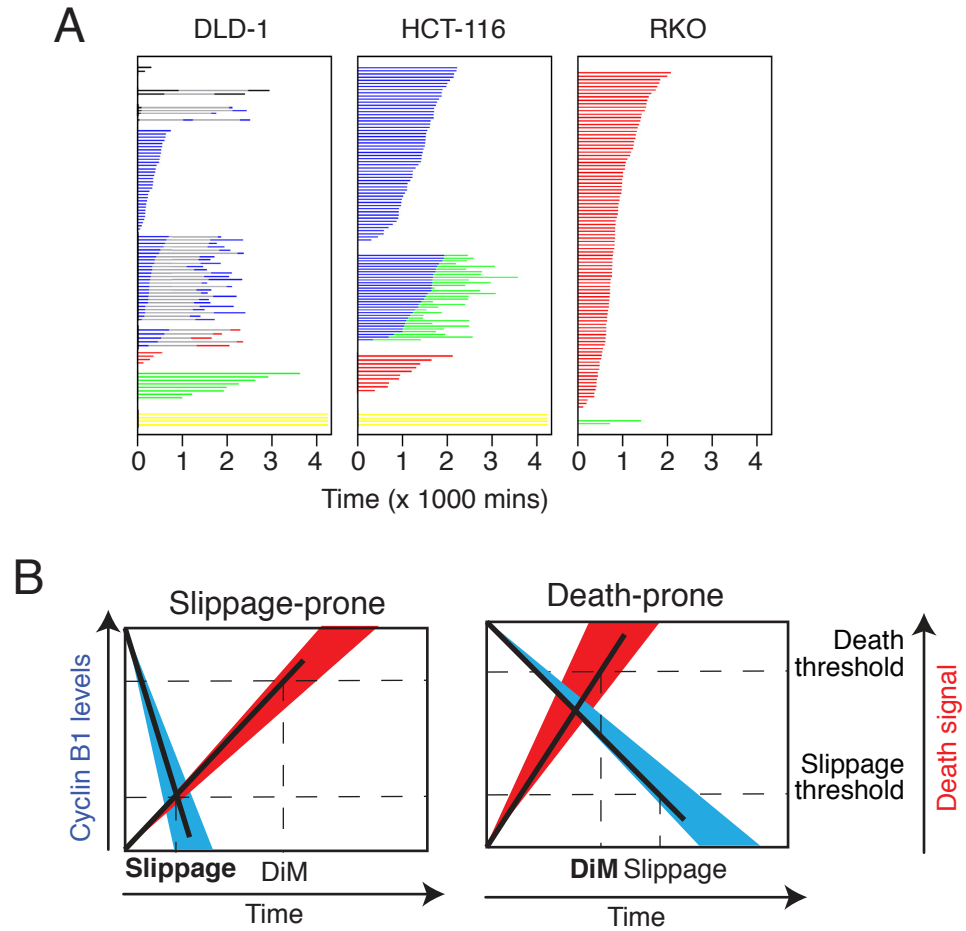 A
DLD-1
HCT-116
RKO
0 1 2 3 4
0 1 2 3 4
0 1 2 3 4
Time (x 1000 mins)
B
Slippage-prone
Death-prone
Cyclin B1 levels
Death threshold
Slippage threshold
Death signal
Slippage DiM
DiM Slippage
Time
Time